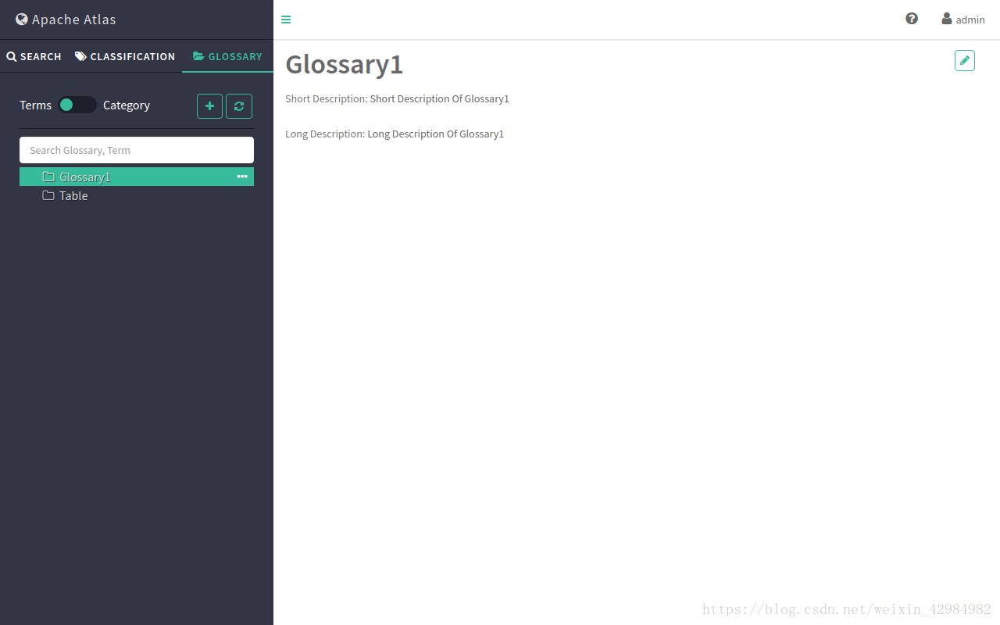 Apache Atlas
admin
SEARCH CLASSIFICATION GLOSSARY
Glossary1
Terms Category
Short Description: Short Description Of Glossary1
Long Description: Long Description Of Glossary1
Search Glossary, Term
Glossary1
Table
https://blog.csdn.net/weixin_42984982